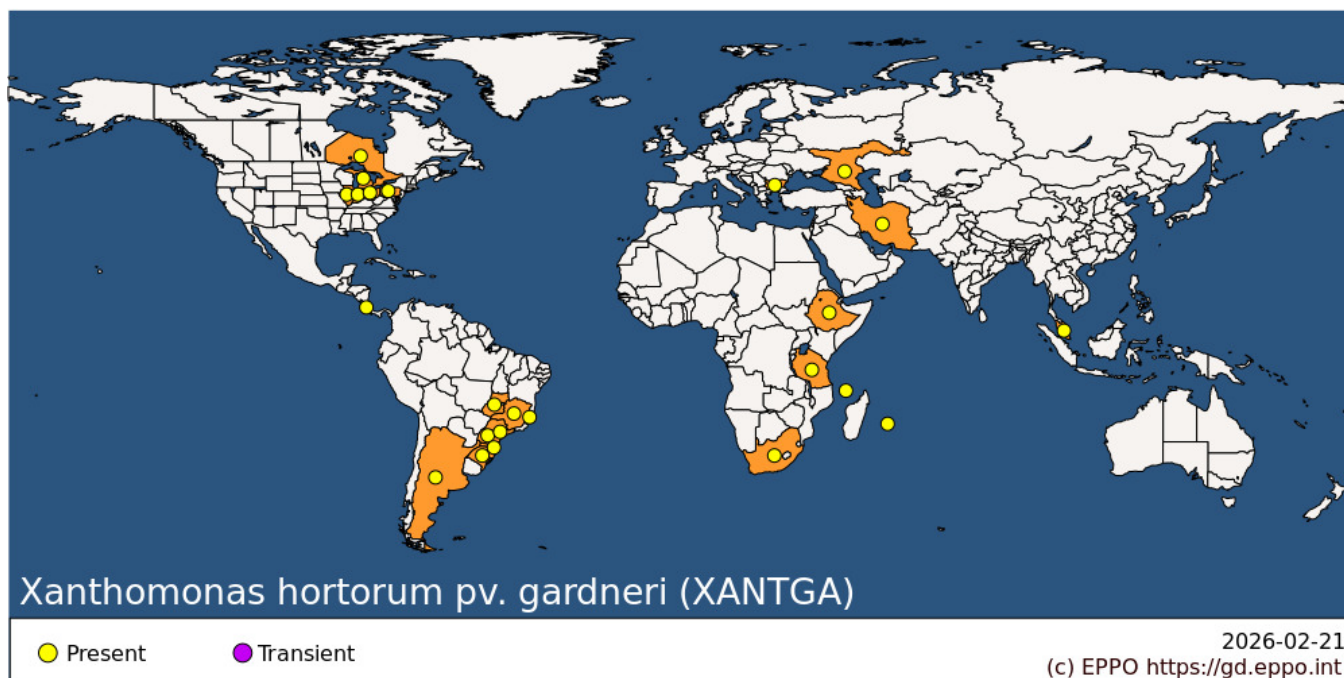 Xanthomonas hortorum pv. gardneri (XANTGA)
Present
Transient
2026-02-21
(c) EPPO https://gd.eppo.int